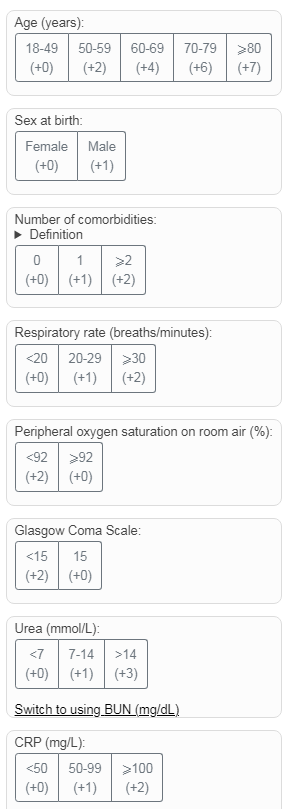 Age (years):
18-49 50-59 60-69 70-79 ⩾80
(+0) (+2) (+4) (+6) (+7)
Sex at birth:
Female Male
(+0) (+1)
Number of comorbidities:
▶ Definition
0 1 ⩾2
(+0) (+1) (+2)
Respiratory rate (breaths/minutes):
<20 20-29 ⩾30
(+0) (+1) (+2)
Peripheral oxygen saturation on room air (%):
<92 ⩾92
(+2) (+0)
Glasgow Coma Scale:
<15 15
(+2) (+0)
Urea (mmol/L):
<7 7-14 >14
(+0) (+1) (+3)
Switch to using BUN (mg/dL)
CRP (mg/L):
<50 50-99 ⩾100
(+0) (+1) (+2)